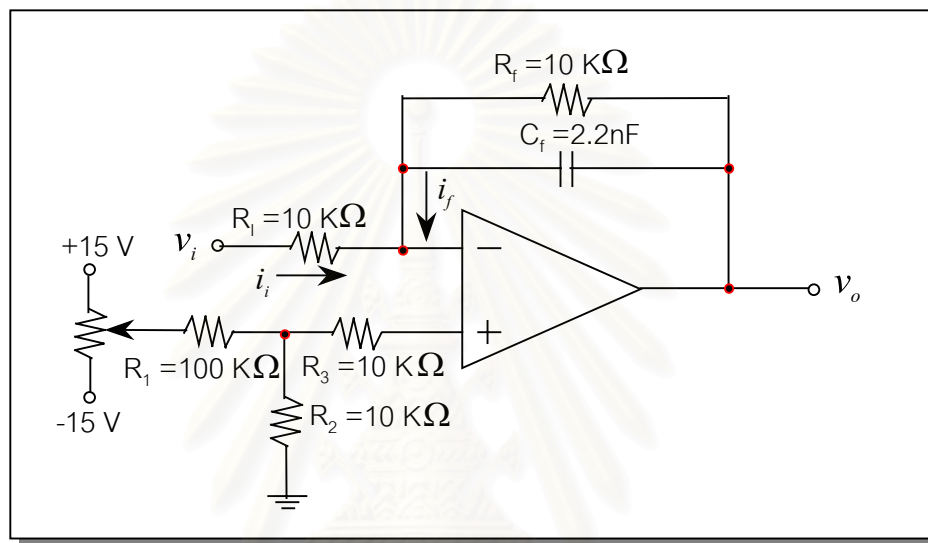 R_f =10 KΩ
C_f =2.2nF
i_f
R_I =10 KΩ
v_i
i_i
+15 V
-15 V
R_1 =100 KΩ
R_3 =10 KΩ
R_2 =10 KΩ
−
+
v_o